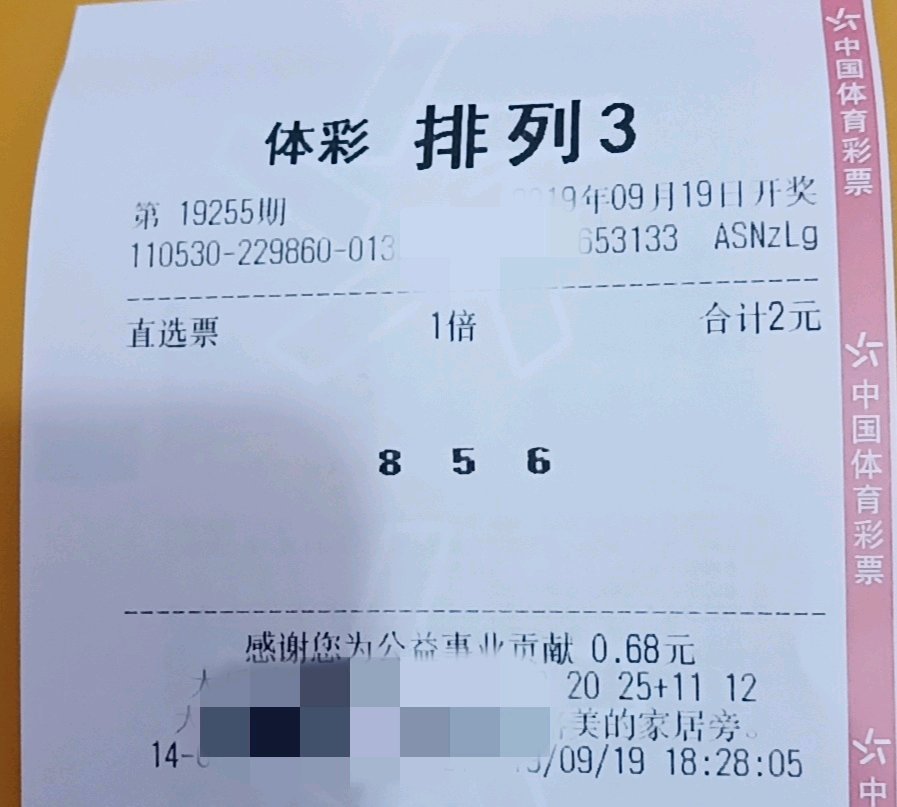 体彩 排列3
第 19255期 2019年09月19日开奖
110530-229860-013 653133 ASNzLg
直选票 1倍 合计2元
8 5 6
感谢您为公益事业贡献 0.68元
20 25+11 12
美的家居旁。
14- /09/19 18:28:05
中国体育彩票
中国体育彩票
中